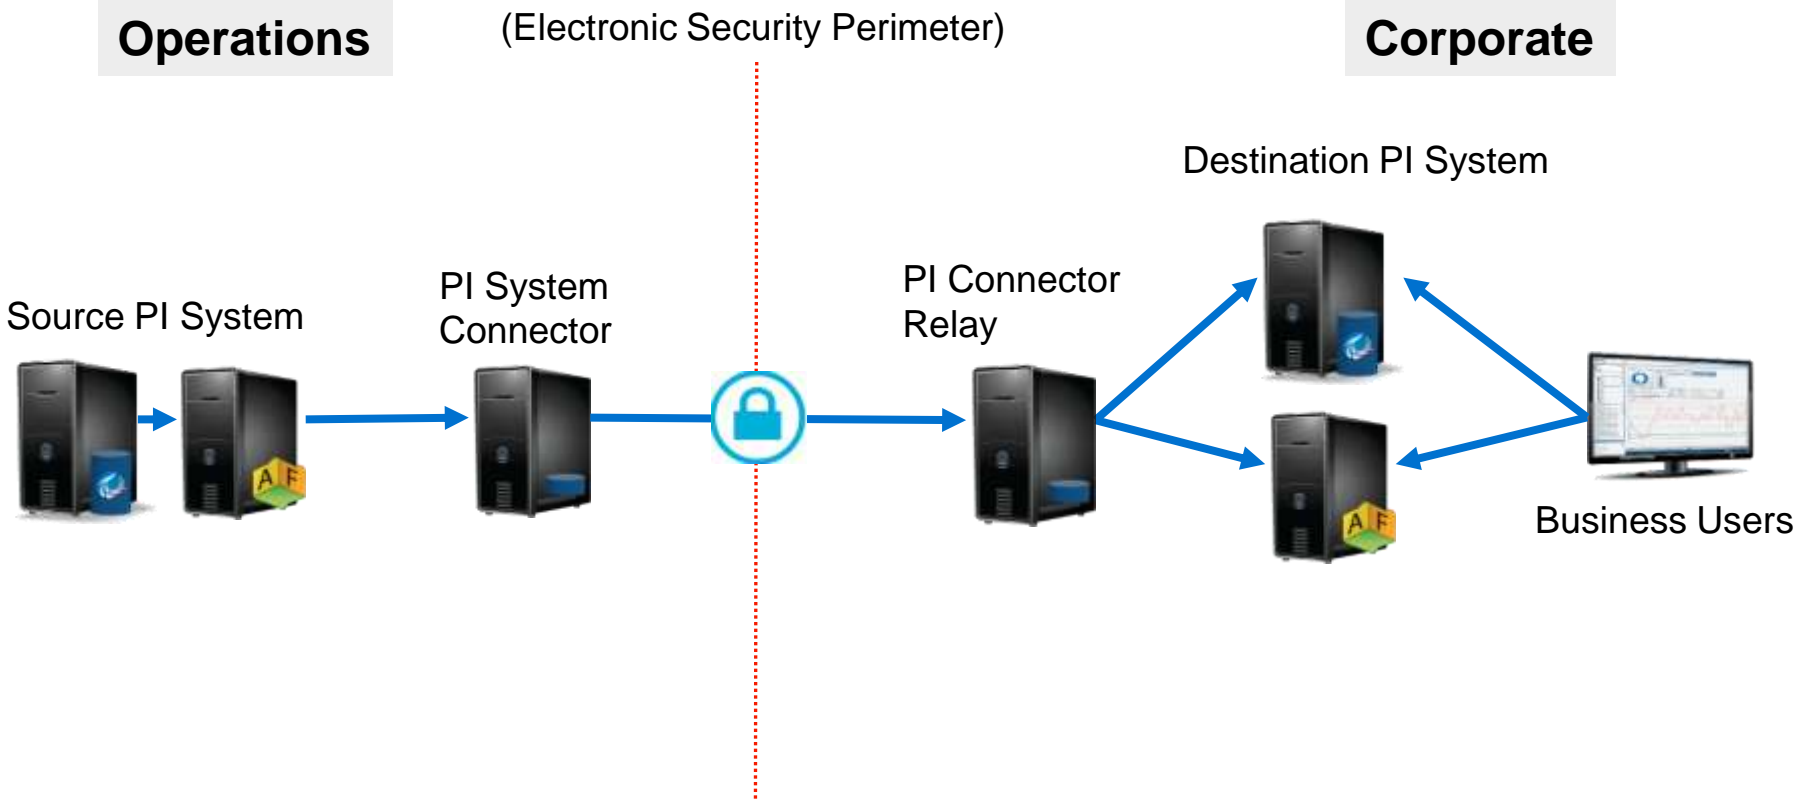 Operations
(Electronic Security Perimeter)
Corporate
Destination PI System
PI Connector
Relay
PI System
Connector
Source PI System
A F
A F
Business Users